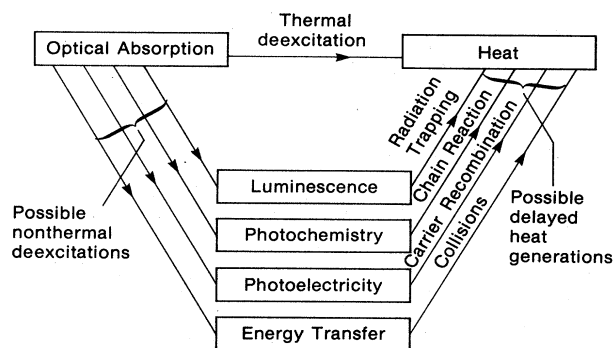 Thermal
deexcitation
Optical Absorption
Heat
Radiation
Trapping
Chain Reaction
Carrier Recombination
Collisions
Luminescence
Photochemistry
Photoelectricity
Energy Transfer
Possible
nonthermal
deexcitations
Possible
delayed
heat
generations